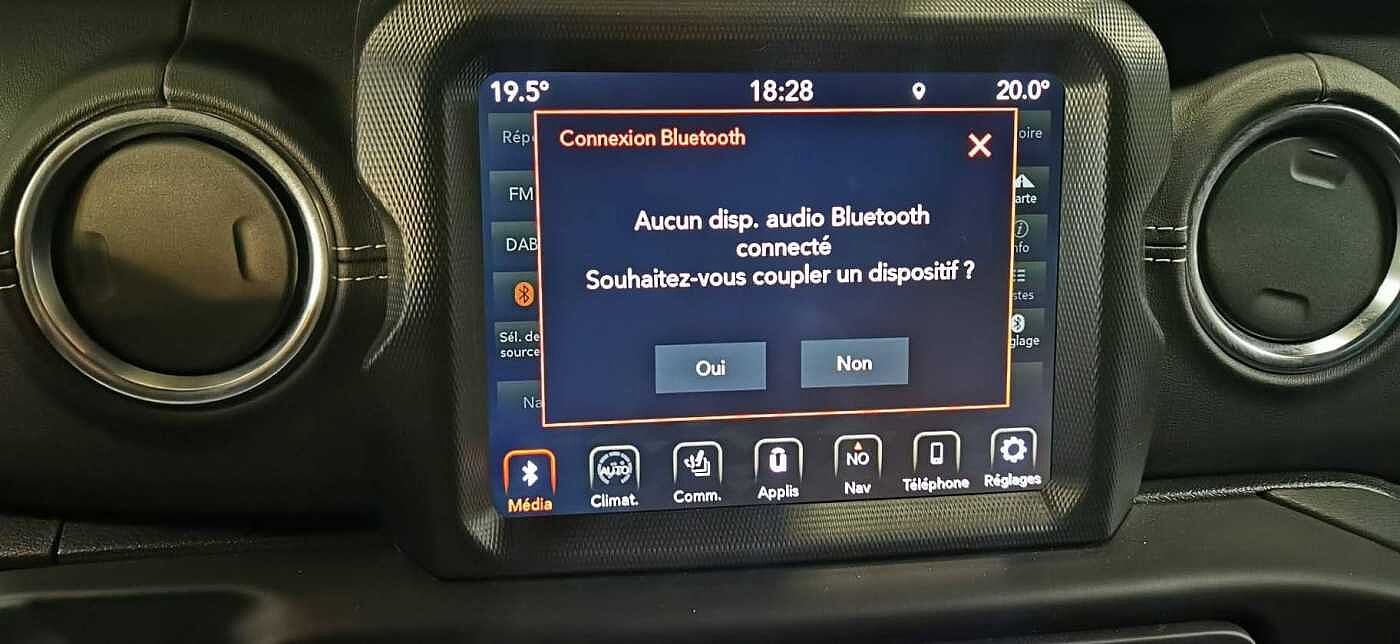 19.5° 18:28 20.0°
Connexion Bluetooth
Aucun disp. audio Bluetooth
connecté
Souhaitez-vous coupler un dispositif ?
Oui Non
FM
DAB
Sél. de
source
AUTO
NO
Média Climat. Comm. Applis Nav Téléphone Réglages